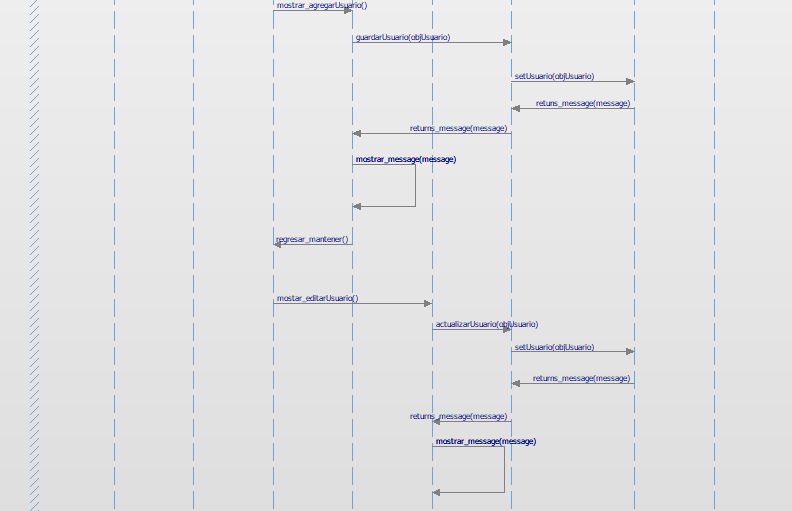 mostrar_agregarUsuario()
guardarUsuario(objUsuario)
setUsuario(objUsuario)
retuns_message(message)
returns_message(message)
mostrar_message(message)
regresar_mantener()
mostar_editarUsuario()
actualizarUsuario(objUsuario)
setUsuario(objUsuario)
returns_message(message)
returns_message(message)
mostrar_message(message)